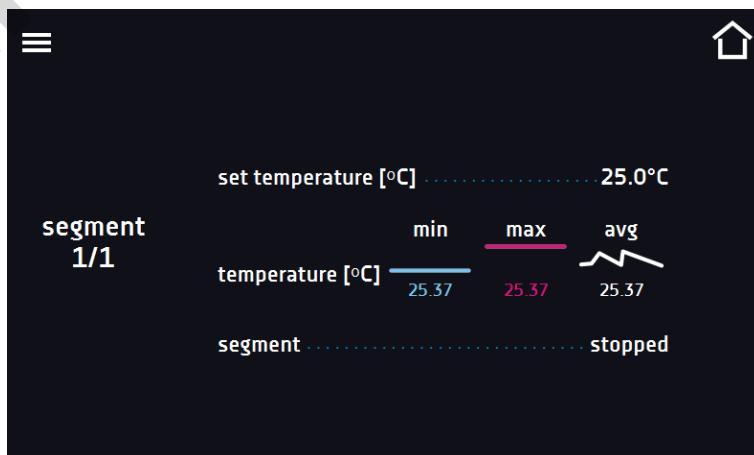 set temperature [°C] 25.0°C
segment
1/1
min max avg
temperature [°C]
25.37 25.37 25.37
segment stopped